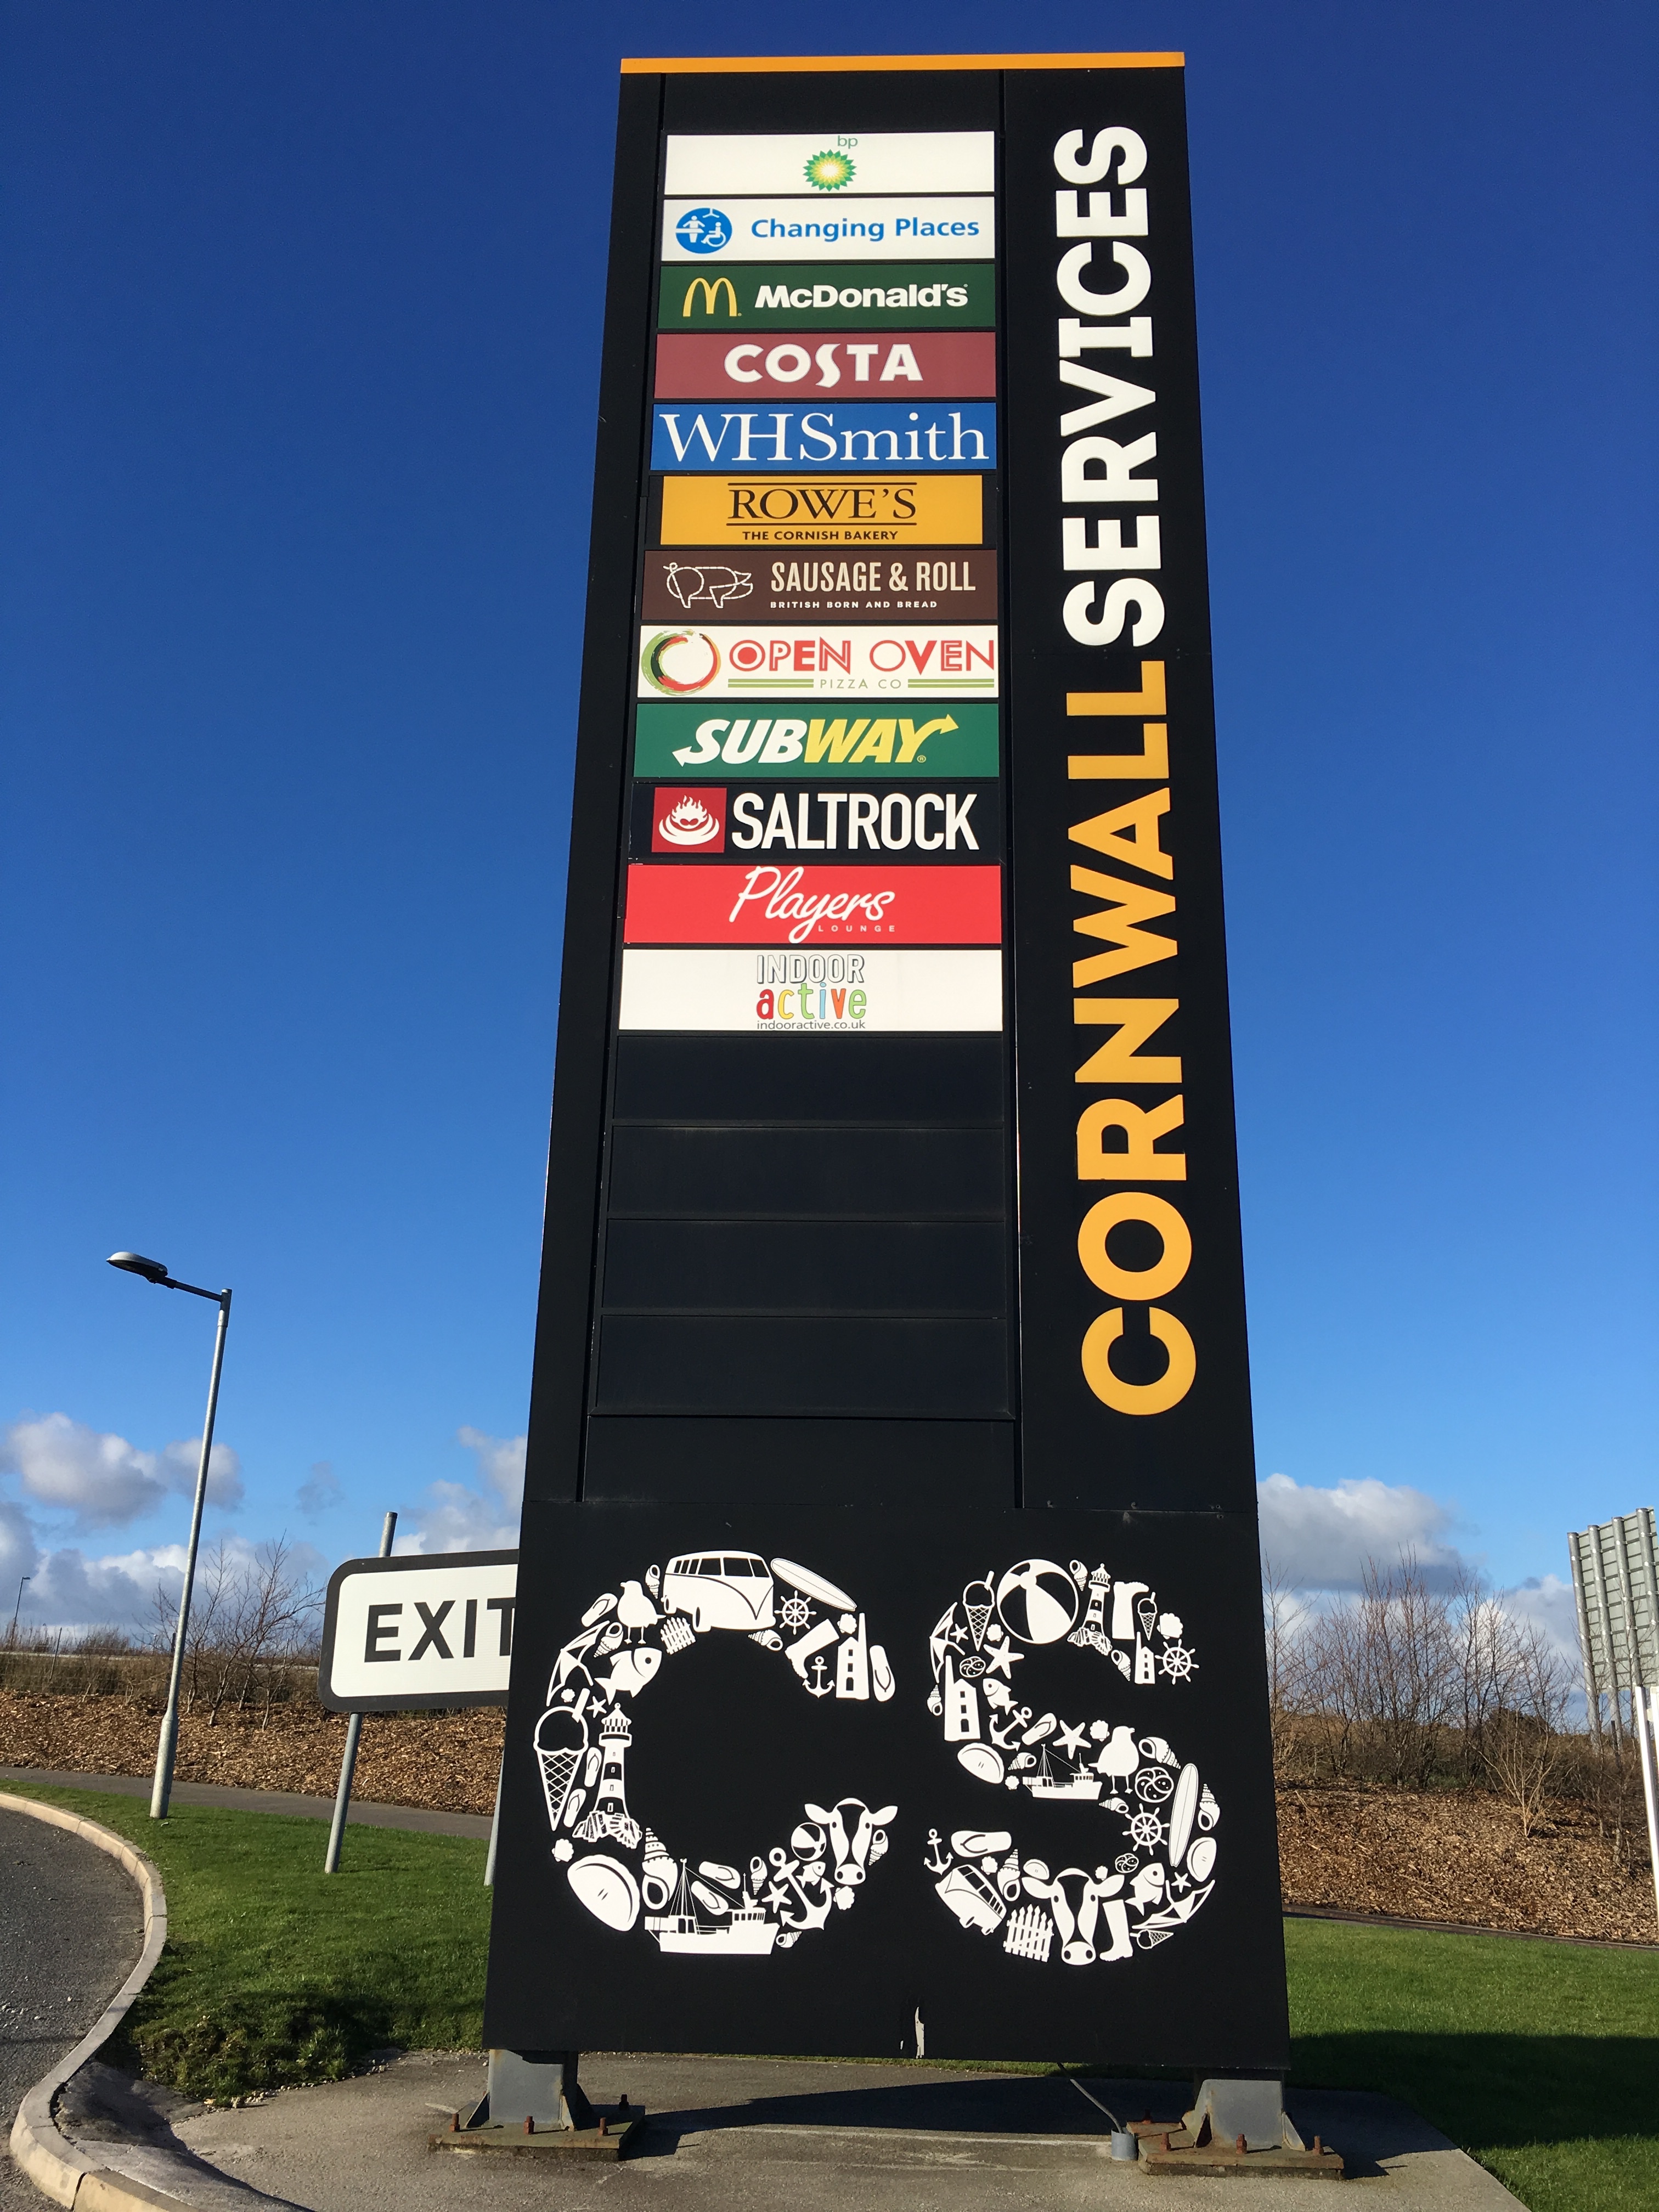 bp
Changing Places
McDonald's
COSTA
WHSmith
ROWE'S
THE CORNISH BAKERY
SAUSAGE & ROLL
BRITISH BORN AND BREAD
OPEN OVEN
PIZZA CO
SUBWAY®
SALTROCK
Players
LOUNGE
INDOOR
active
indooractive.co.uk
CORNWALL SERVICES
EXIT
CS